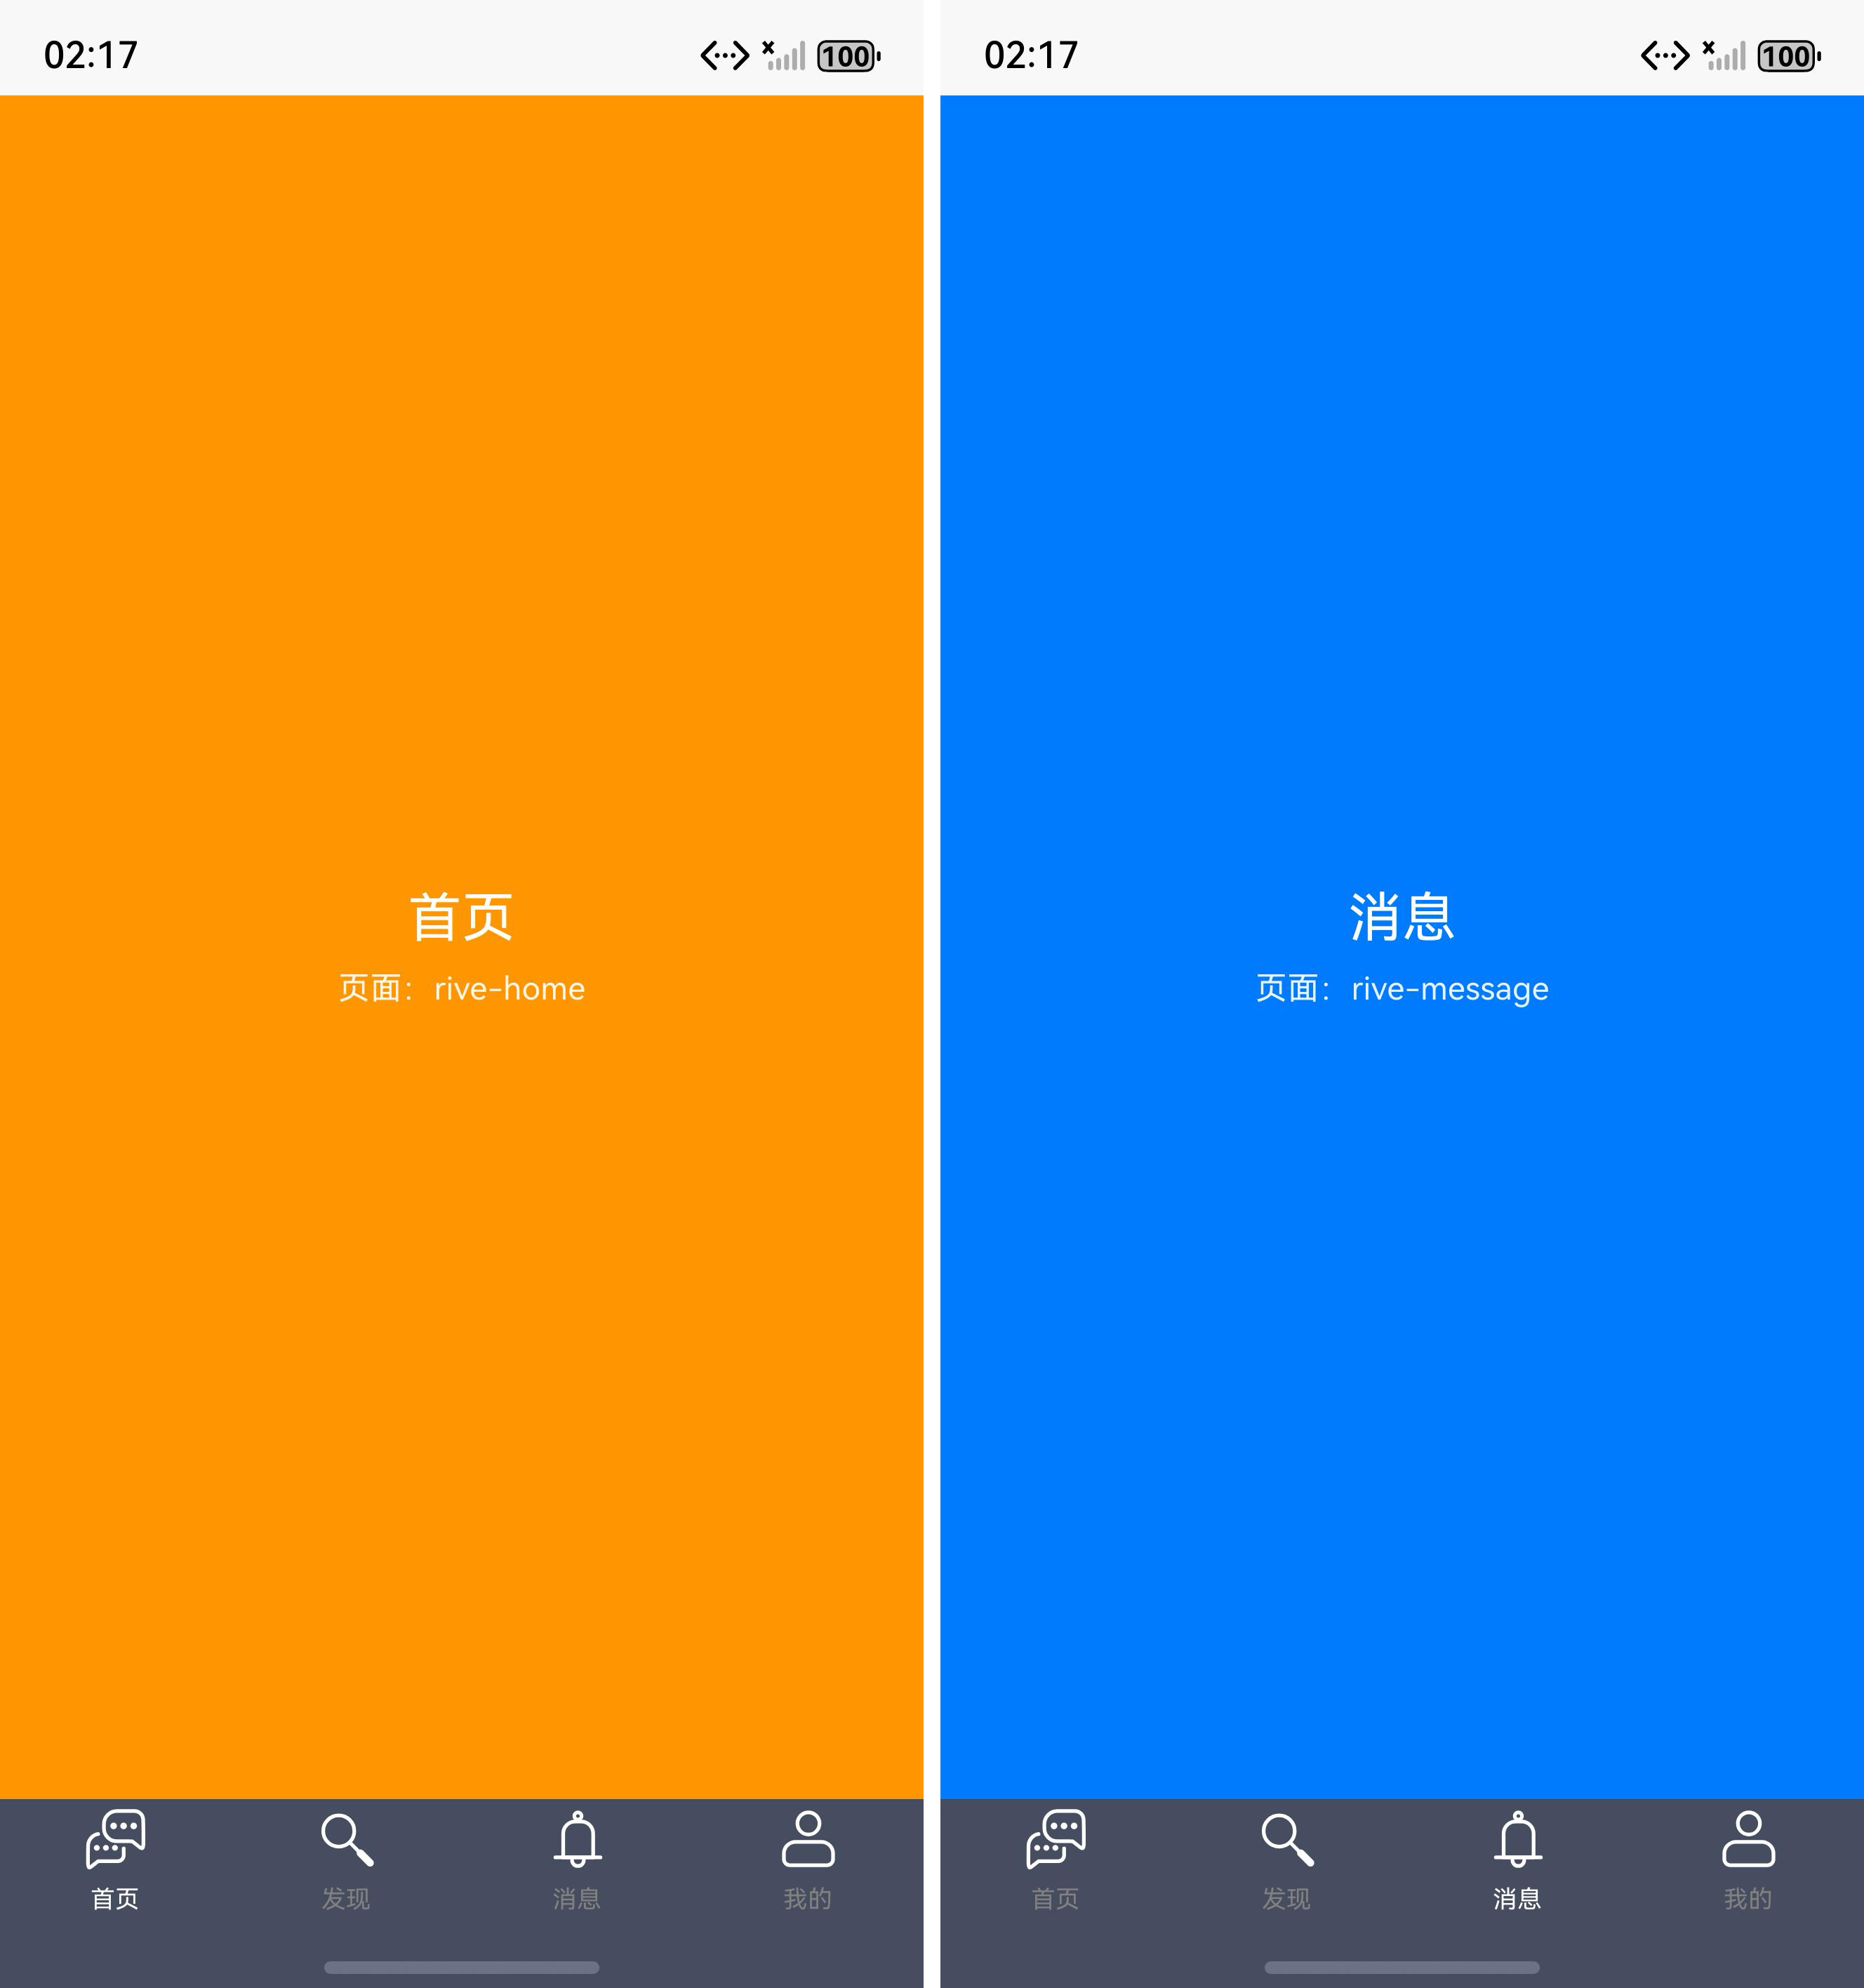 02:17
100
首页
页面： rive-home
首页 发现 消息 我的
02:17
100
消息
页面： rive-message
首页 发现 消息 我的